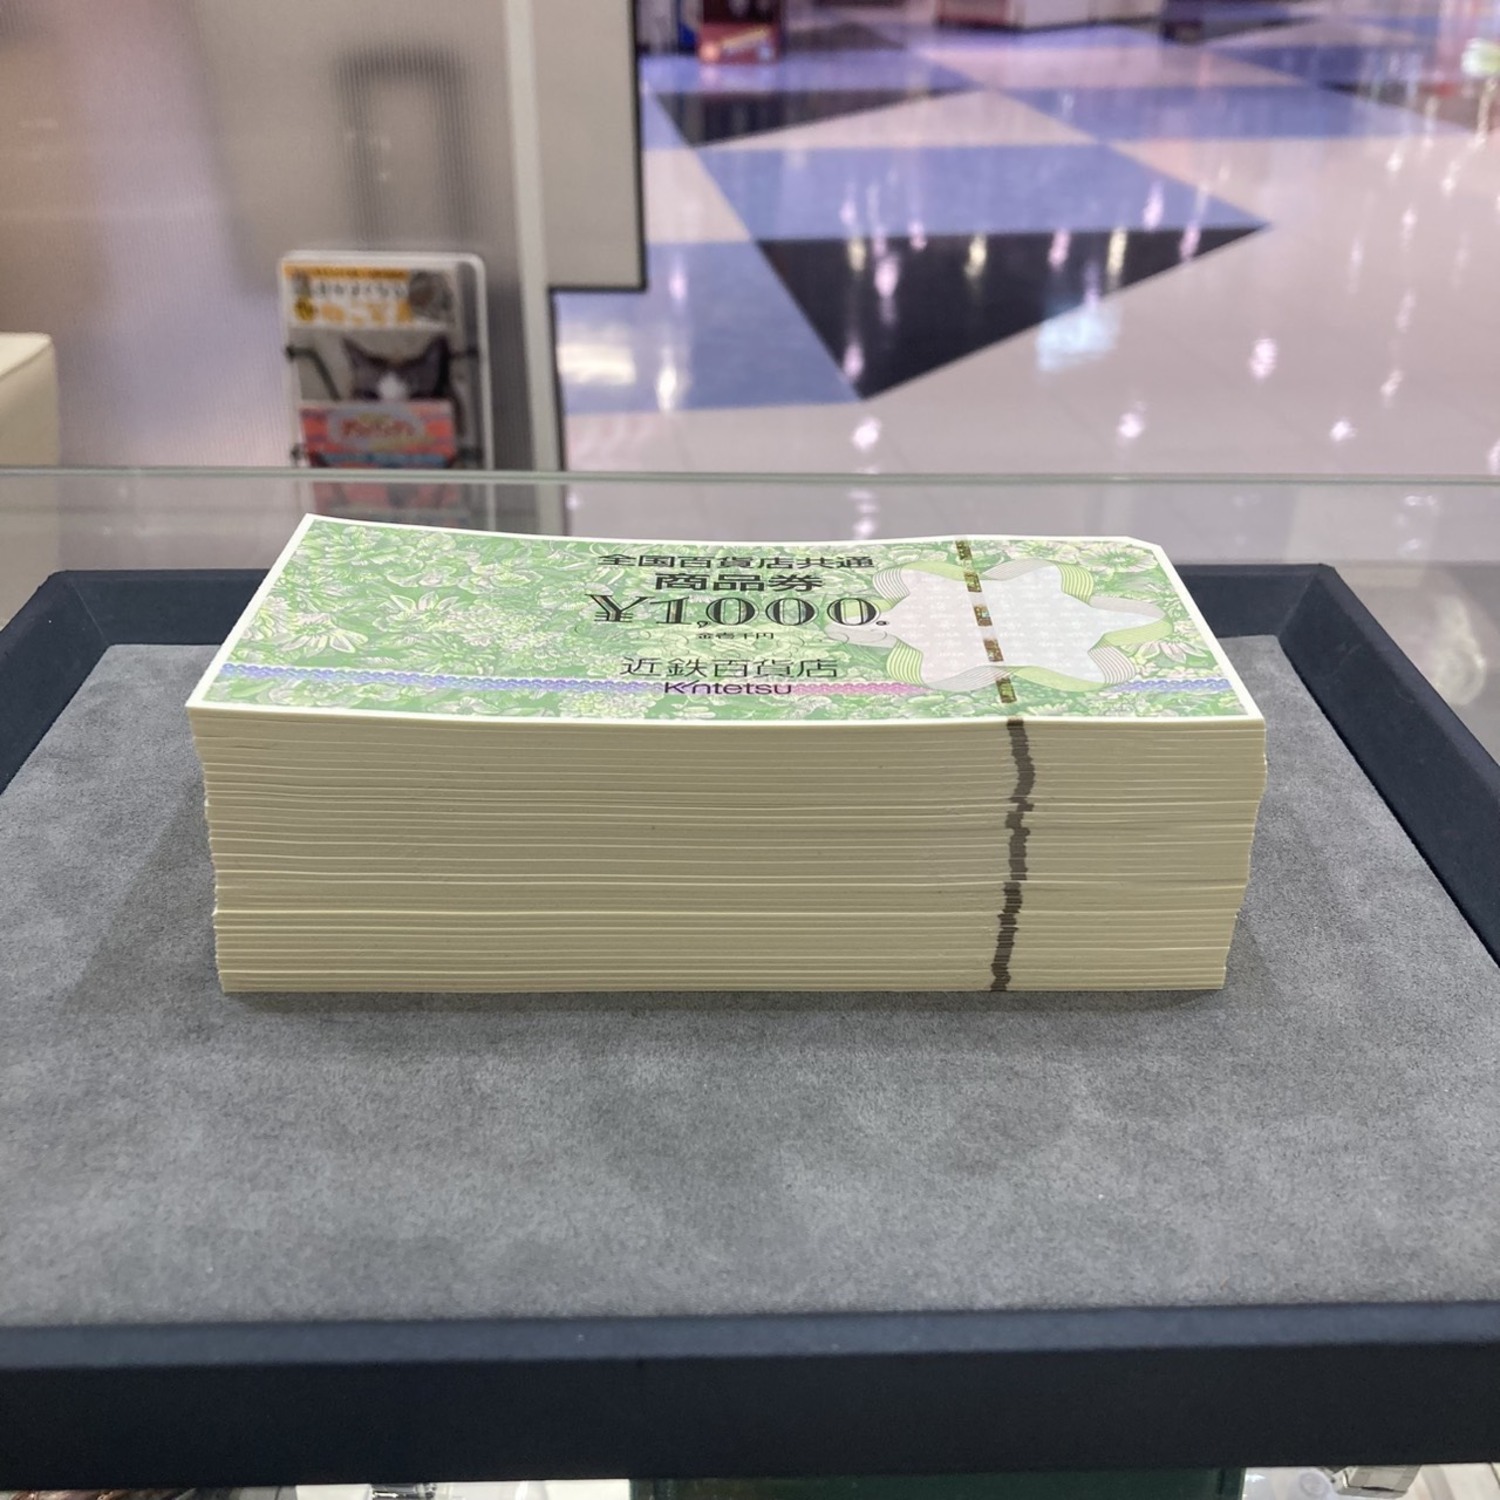 全国百貨店共通
商品券
¥1,000.
金壱千円
近鉄百貨店
Kintetsu